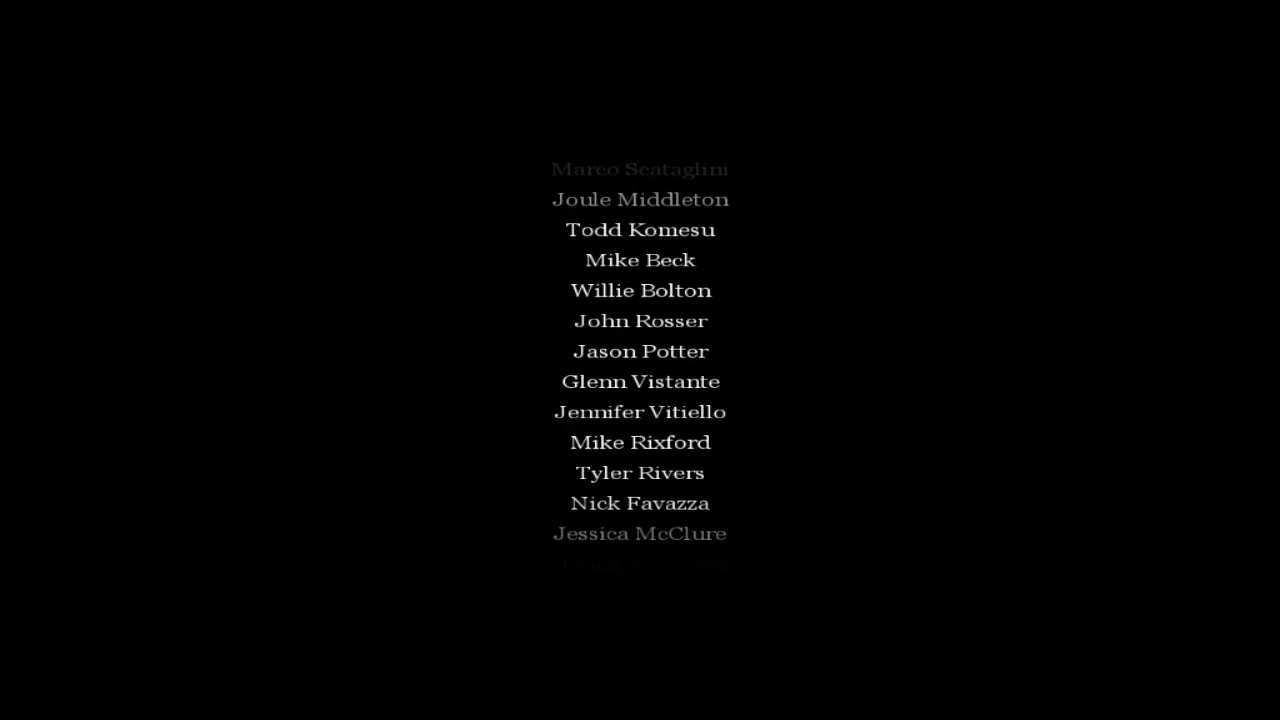 Marco Scataglini
Joule Middleton
Todd Komesu
Mike Beck
Willie Bolton
John Rosser
Jason Potter
Glenn Vistante
Jennifer Vitiello
Mike Rixford
Tyler Rivers
Nick Favazza
Jessica McClure